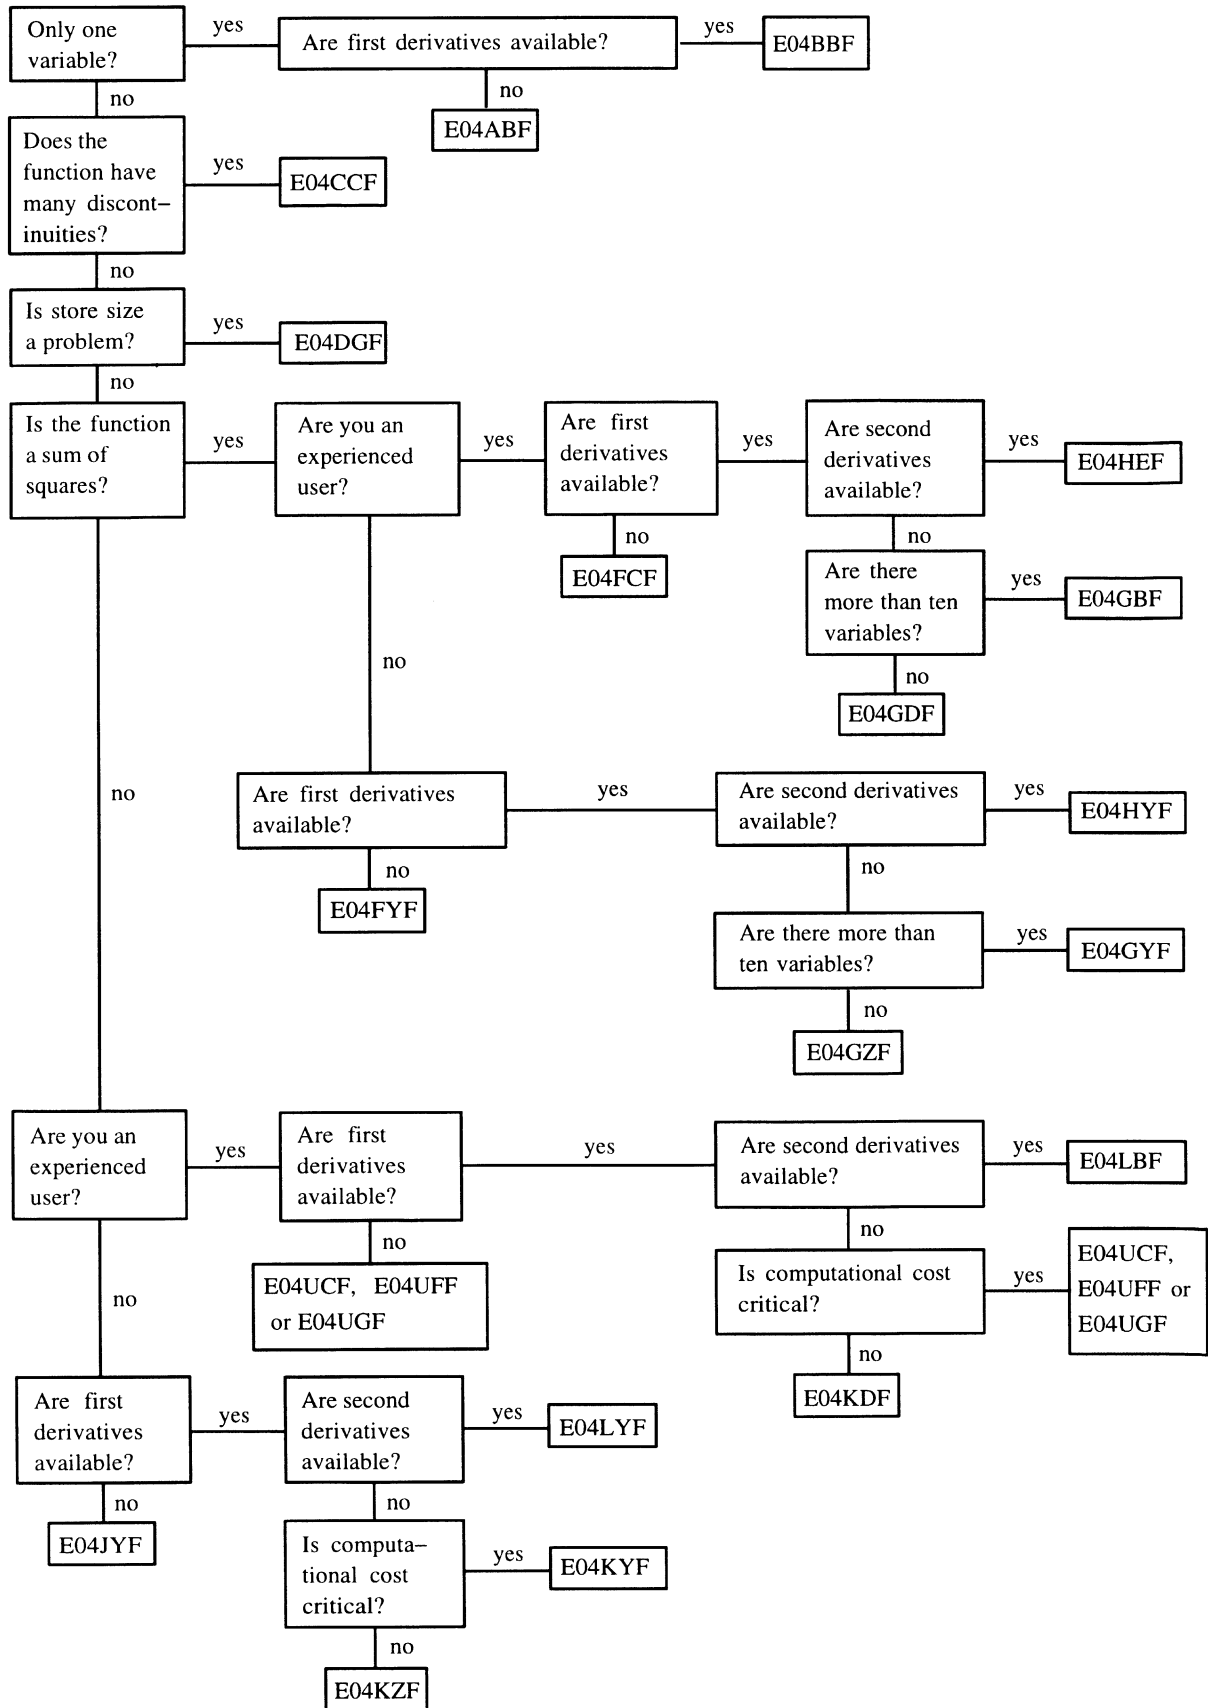 Only one
variable?
yes
Are first derivatives available?
yes
E04BBF
no
no
E04ABF
Does the
function have
many discont–
inuities?
yes
E04CCF
no
Is store size
a problem?
yes
E04DGF
no
Is the function
a sum of
squares?
yes
Are you an
experienced
user?
yes
Are first
derivatives
available?
yes
Are second
derivatives
available?
yes
E04HEF
no
E04FCF
no
Are there
more than ten
variables?
yes
E04GBF
no
E04GDF
no
no
Are first derivatives
available?
yes
Are second derivatives
available?
yes
E04HYF
no
E04FYF
no
Are there more than
ten variables?
yes
E04GYF
no
E04GZF
Are you an
experienced
user?
yes
Are first
derivatives
available?
yes
Are second derivatives
available?
yes
E04LBF
no
E04UCF, E04UFF
or E04UGF
no
Is computational cost
critical?
yes
E04UCF,
E04UFF or
E04UGF
no
E04KDF
no
Are first
derivatives
available?
yes
Are second
derivatives
available?
yes
E04LYF
no
E04JYF
no
Is computa–
tional cost
critical?
yes
E04KYF
no
E04KZF